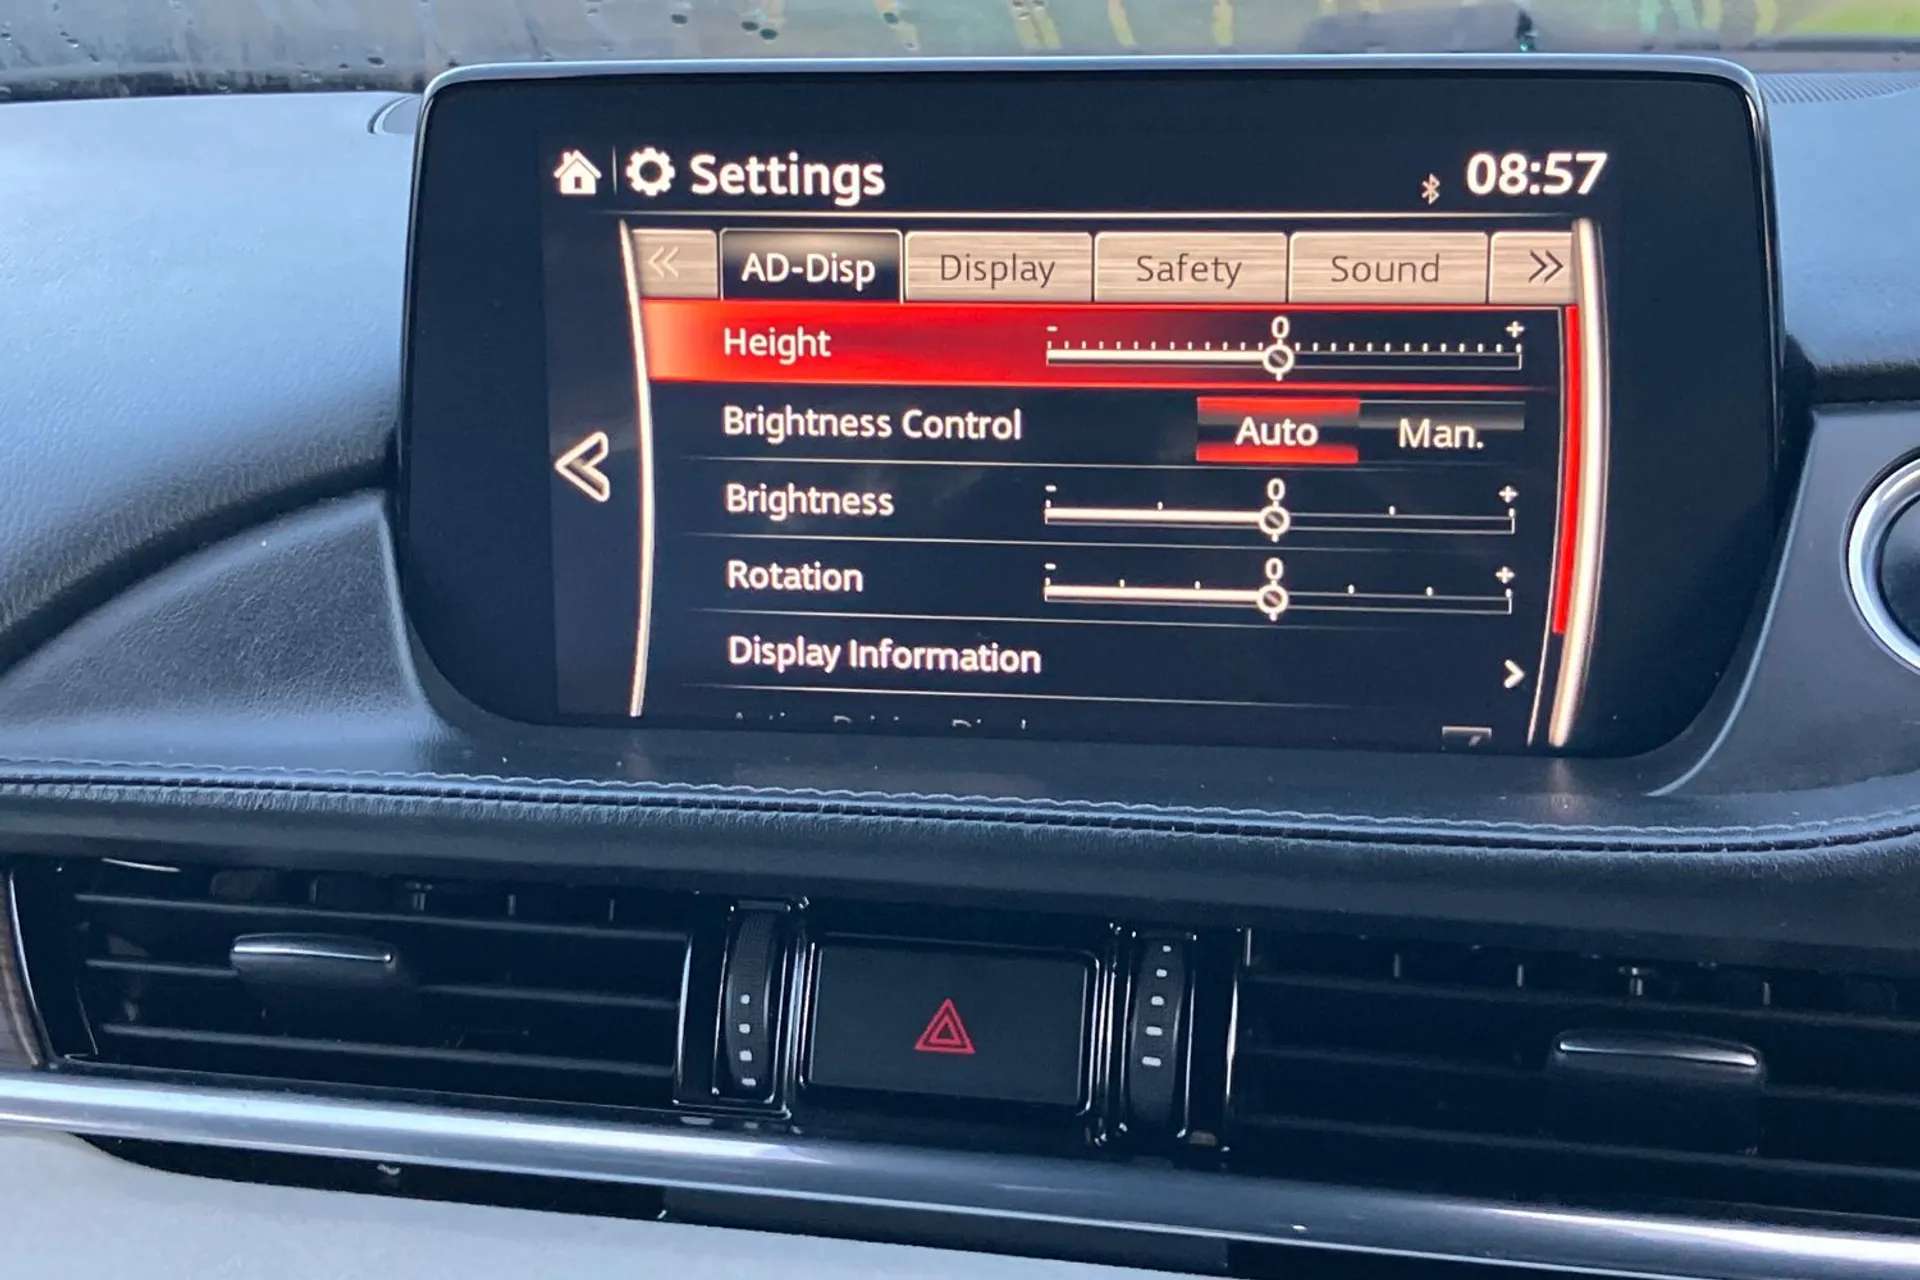 Settings 08:57
« AD-Disp Display Safety Sound »
Height - 0 +
Brightness Control Auto Man.
Brightness - 0 +
Rotation - 0 +
Display Information >